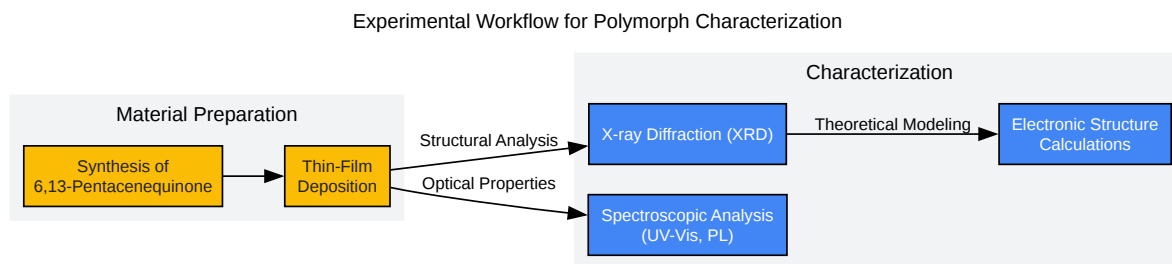 Experimental Workflow for Polymorph Characterization
Material Preparation
Synthesis of
6,13-Pentacenequinone
Thin-Film
Deposition
Structural Analysis
Optical Properties
Characterization
X-ray Diffraction (XRD)
Theoretical Modeling
Electronic Structure
Calculations
Spectroscopic Analysis
(UV-Vis, PL)